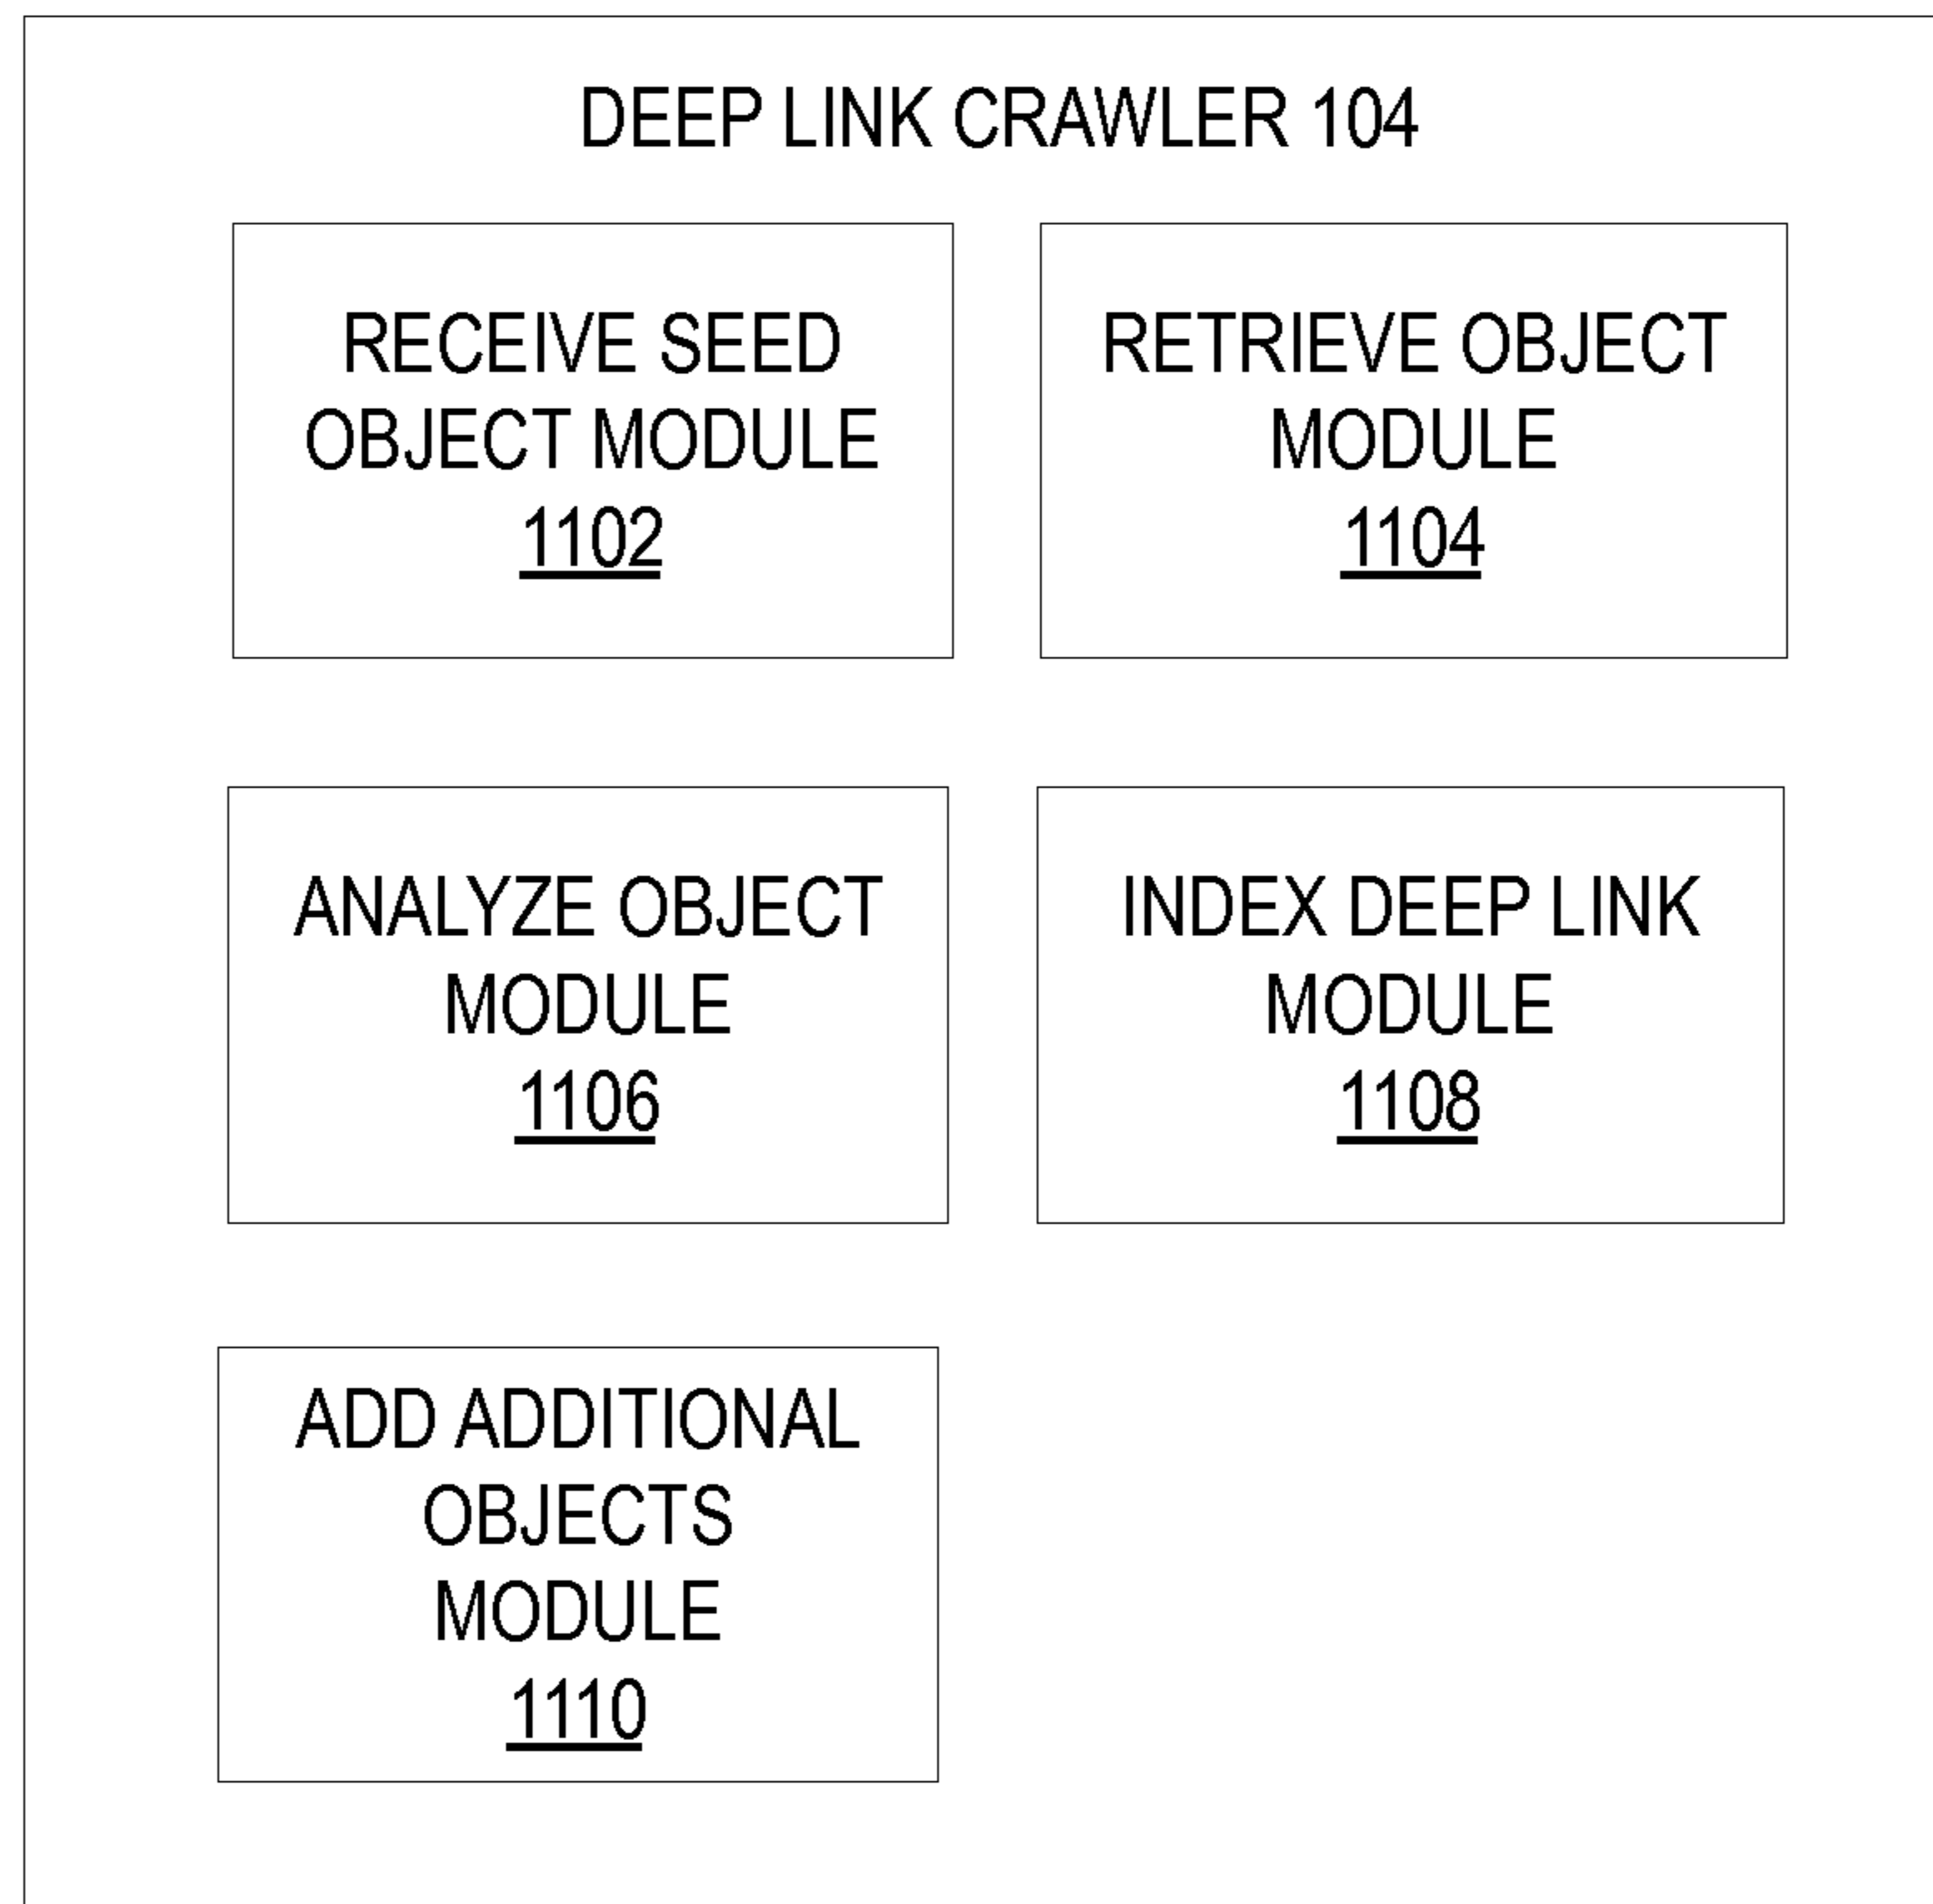 DEEP LINK CRAWLER 104
RECEIVE SEED
OBJECT MODULE
1102
RETRIEVE OBJECT
MODULE
1104
ANALYZE OBJECT
MODULE
1106
INDEX DEEP LINK
MODULE
1108
ADD ADDITIONAL
OBJECTS
MODULE
1110